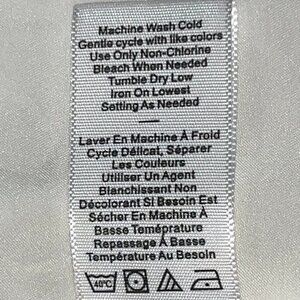 Machine Wash Cold
Gentle cycle with like colors
Use Only Non-Chlorine
Bleach When Needed
Tumble Dry Low
Iron On Lowest
Setting As Needed
—
Laver En Machine À Froid
Cycle Délicat, Séparer
Les Couleurs
Utiliser Un Agent
Blanchissant Non
Décolorant Si Besoin Est
Sécher En Machine À
Basse Teméprature
Repassage À Basse
Température Au Besoin
40°C